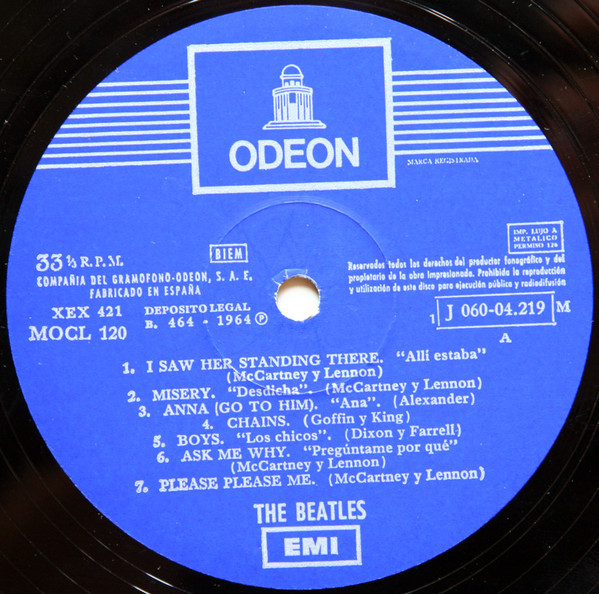 ODEON
MARCA REGISTRADA
33 1/3 R. P. M.
BIEM
IMP. LUJO A
METALICO
PERMISO 126
COMPAÑIA DEL GRAMOFONO-ODEON, S. A. E.
FABRICADO EN ESPAÑA
Reservados todos los derechos del productor fonográfico y del
propietario de la obra impresionada. Prohibida la reproducción
y utilización de este disco para ejecución pública y radiodifusión
XEX 421
MOCL 120
DEPOSITO LEGAL
B. 464 - 1964 Ⓟ
1 J 060-04.219 M
A
1. I SAW HER STANDING THERE. “Allí estaba”
(McCartney y Lennon)
2. MISERY. “Desdicha”. (McCartney y Lennon)
3. ANNA (GO TO HIM). “Ana”. (Alexander)
4. CHAINS. (Goffin y King)
5. BOYS. “Los chicos”. (Dixon y Farrell)
6. ASK ME WHY. “Pregúntame por qué”
(McCartney y Lennon)
7. PLEASE PLEASE ME. (McCartney y Lennon)
THE BEATLES
EMI